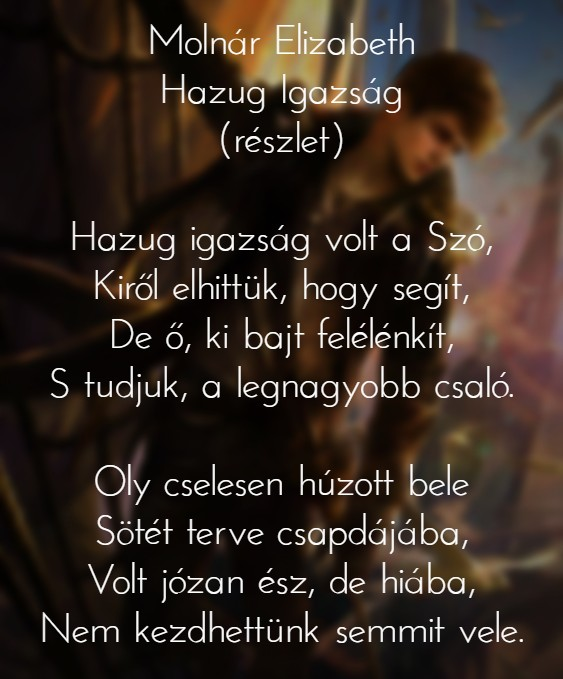 Molnár Elizabeth
Hazug Igazság
(részlet)
Hazug igazság volt a Szó,
Kiről elhittük, hogy segít,
De ő, ki bajt felélénkít,
S tudjuk, a legnagyobb csaló.
Oly cselesen húzott bele
Sötét terve csapdájába,
Volt józan ész, de hiába,
Nem kezdhettünk semmit vele.